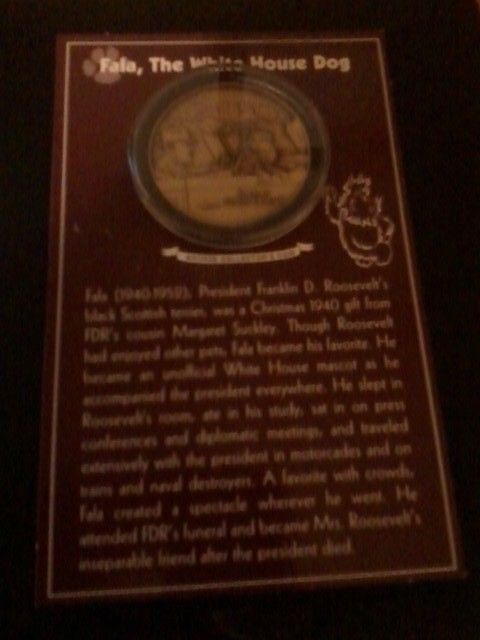 Fala, The White House Dog
Fala (1940-1952), President Franklin D. Roosevelt's
black Scottish terrier, was a Christmas 1940 gift from
FDR's cousin Margaret Suckley. Though Roosevelt
had enjoyed other pets, Fala became his favorite. He
became an unofficial White House mascot as he
accompanied the president everywhere. He slept in
Roosevelt's room, ate in his study, sat in on press
conferences and diplomatic meetings, and traveled
extensively with the president in motorcades and on
trains and naval destroyers. A favorite with crowds,
Fala created a spectacle wherever he went. He
attended FDR's funeral and became Mrs. Roosevelt's
inseparable friend after the president died.